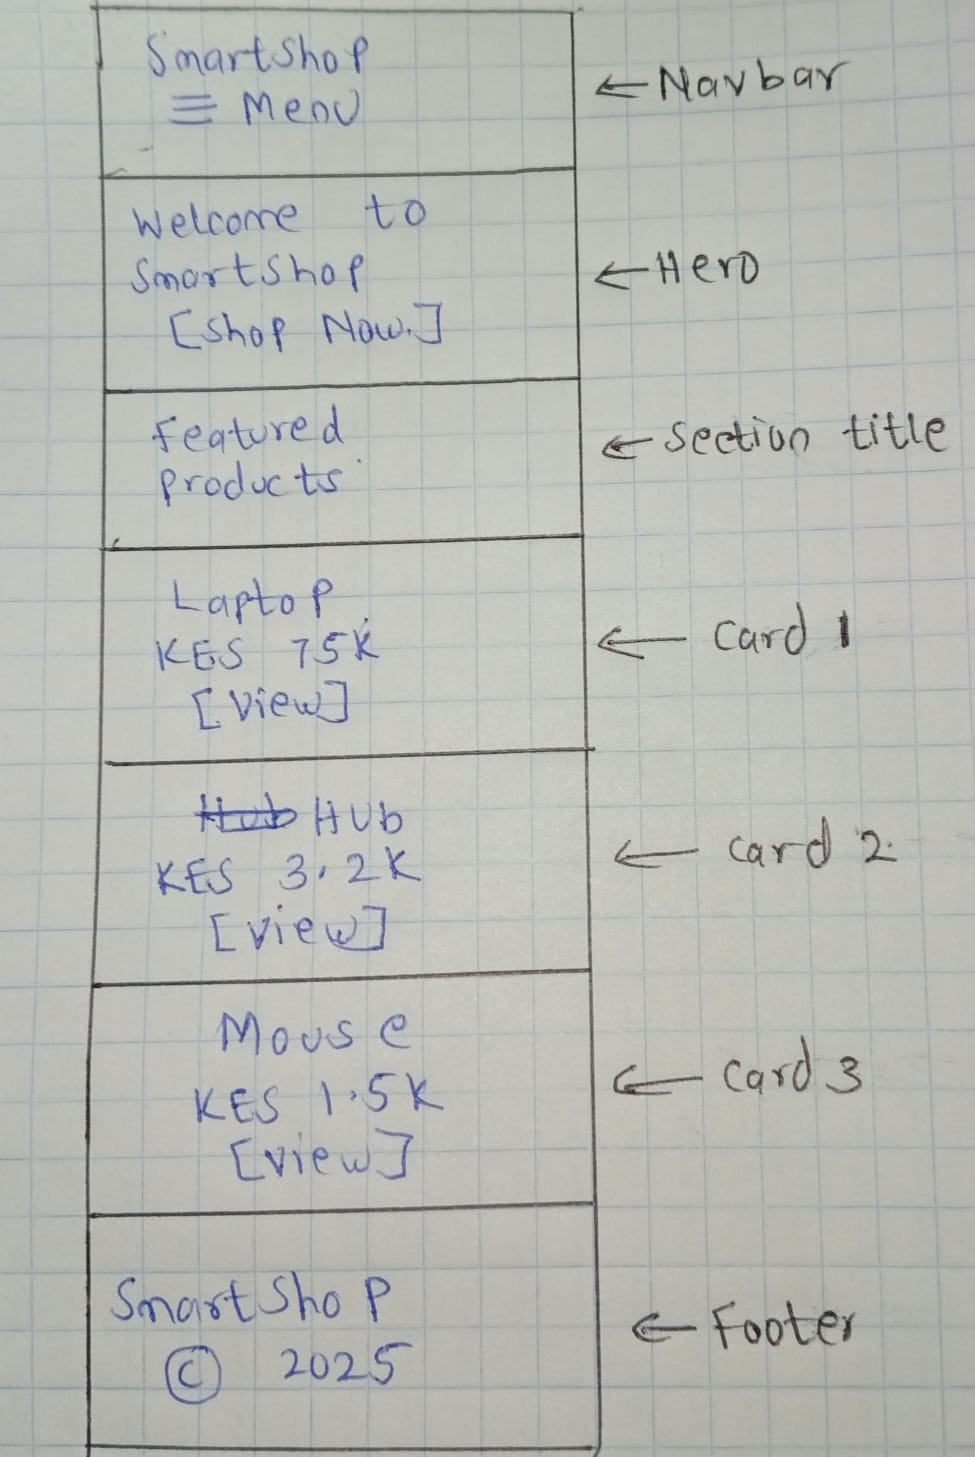 SmartShop
≡ Menu
← Navbar
Welcome to
SmartShop
[Shop Now.]
← Hero
Featured
products
← Section title
Laptop
KES 75K
[View]
← Card 1
Hub HUb
KES 3.2K
[view]
← Card 2
Mouse
KES 1.5K
[view]
← Card 3
SmartShop
© 2025
← Footer